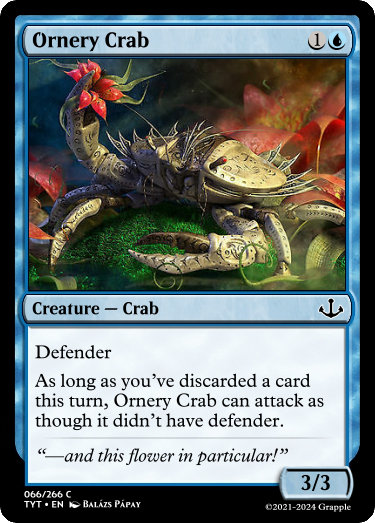 Ornery Crab 1
Creature — Crab
Defender
As long as you’ve discarded a card
this turn, Ornery Crab can attack as
though it didn’t have defender.
“—and this flower in particular!”
3/3
066/266 C
TYT • EN Balázs Pápay
©2021-2024 Grapple